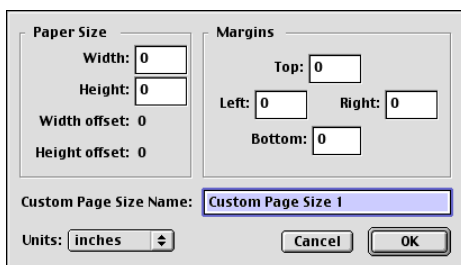 Paper Size
Width: 0
Height: 0
Width offset: 0
Height offset: 0
Margins
Top: 0
Left: 0 Right: 0
Bottom: 0
Custom Page Size Name: Custom Page Size 1
Units: inches Cancel OK